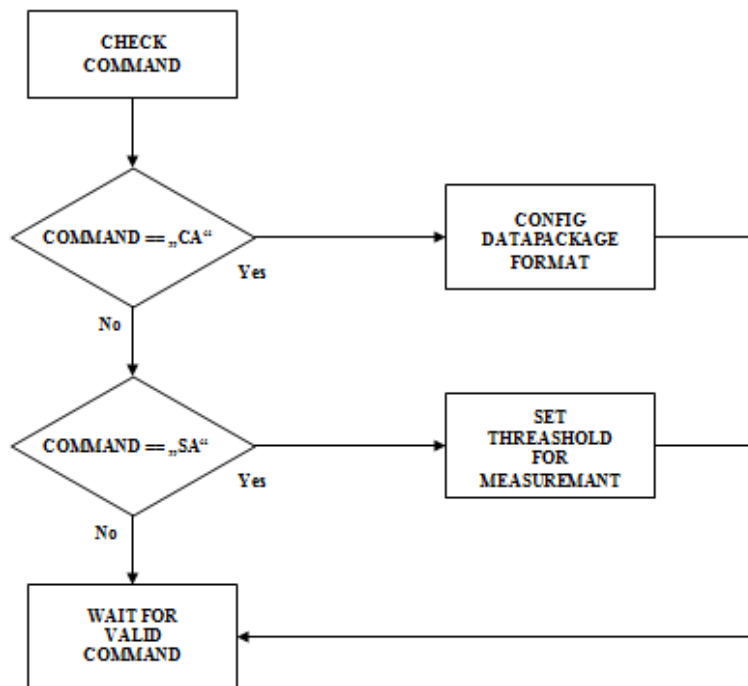 CHECK
COMMAND
COMMAND == „CA“
Yes
CONFIG
DATAPACKAGE
FORMAT
No
COMMAND == „SA“
Yes
SET
THREASHOLD
FOR
MEASUREMANT
No
WAIT FOR
VALID
COMMAND